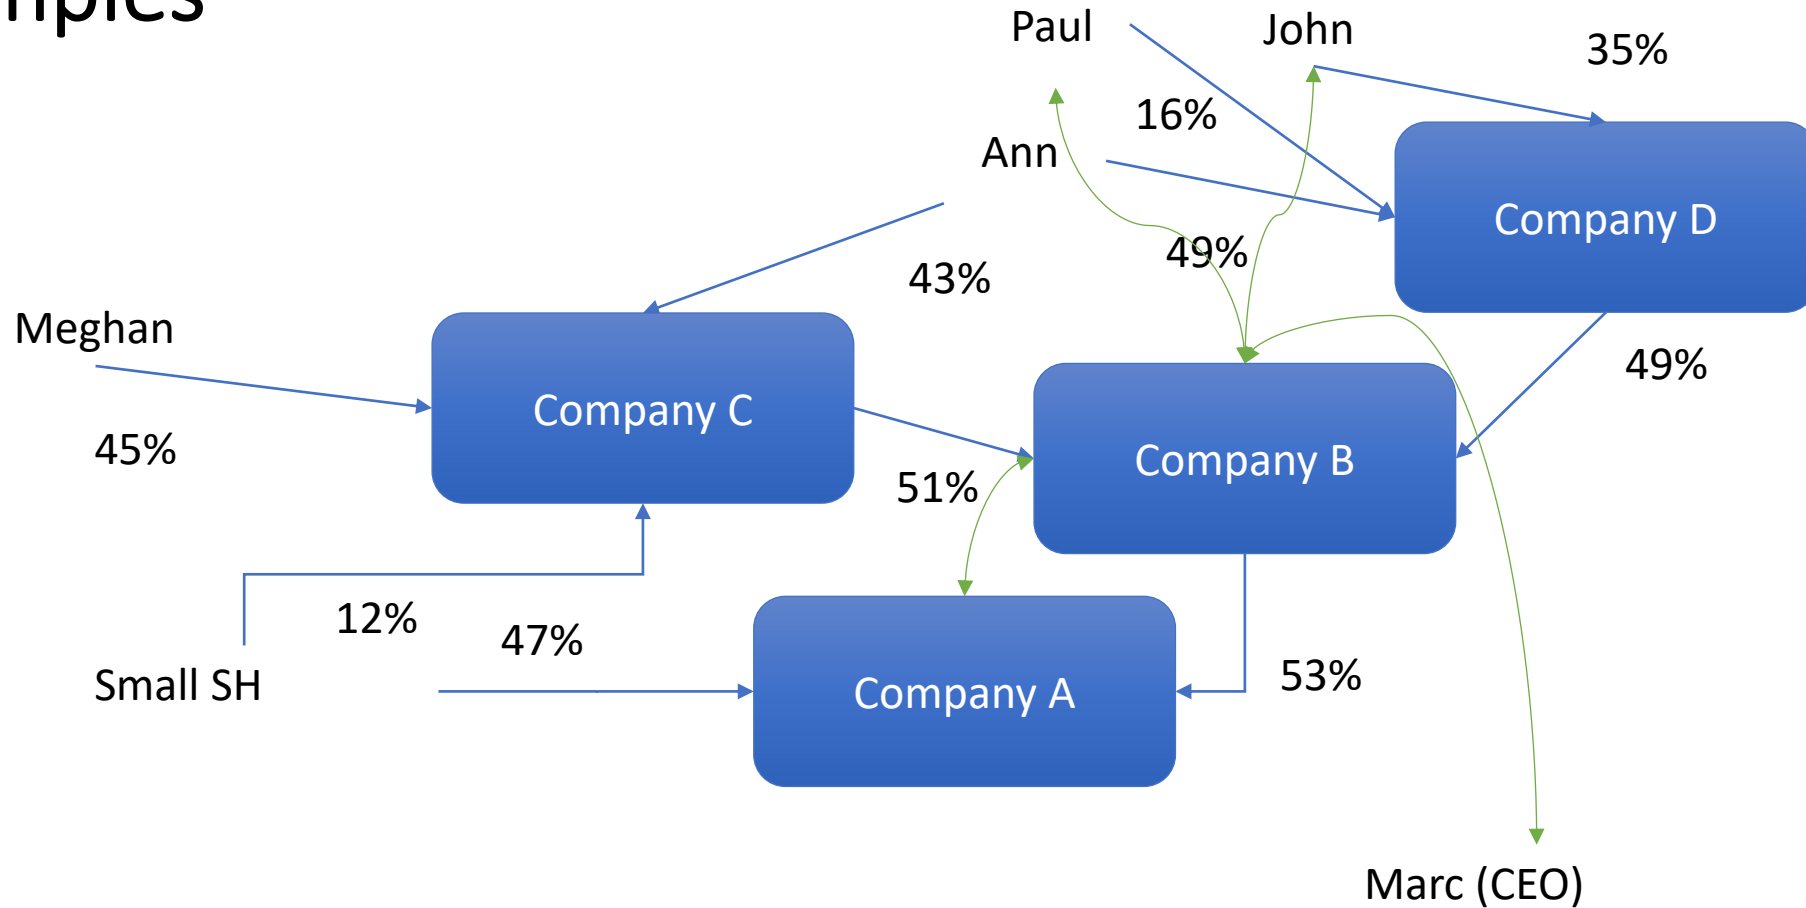 Paul
John
35%
16%
Ann
Company D
49%
43%
Meghan
49%
Company C
45%
Company B
51%
12%
47%
53%
Small SH
Company A
Marc (CEO)